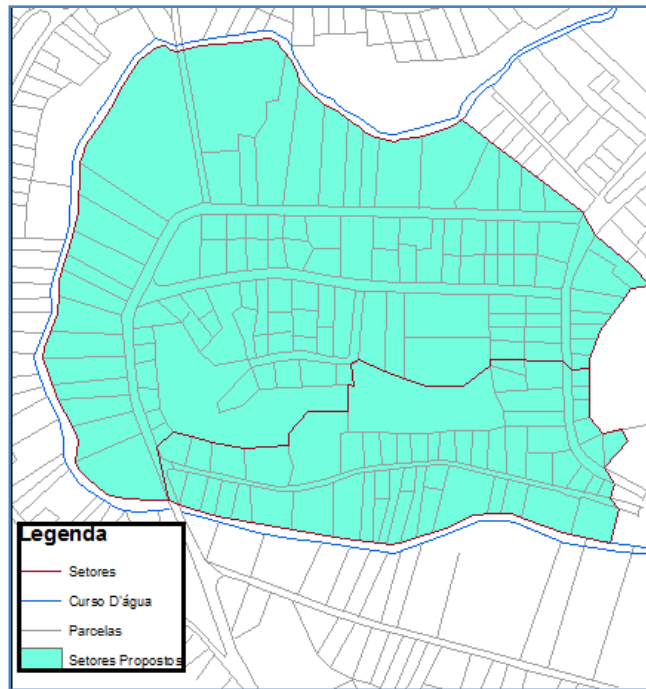 Legenda
Setores
Curso D'água
Parcelas
Setores Propostos